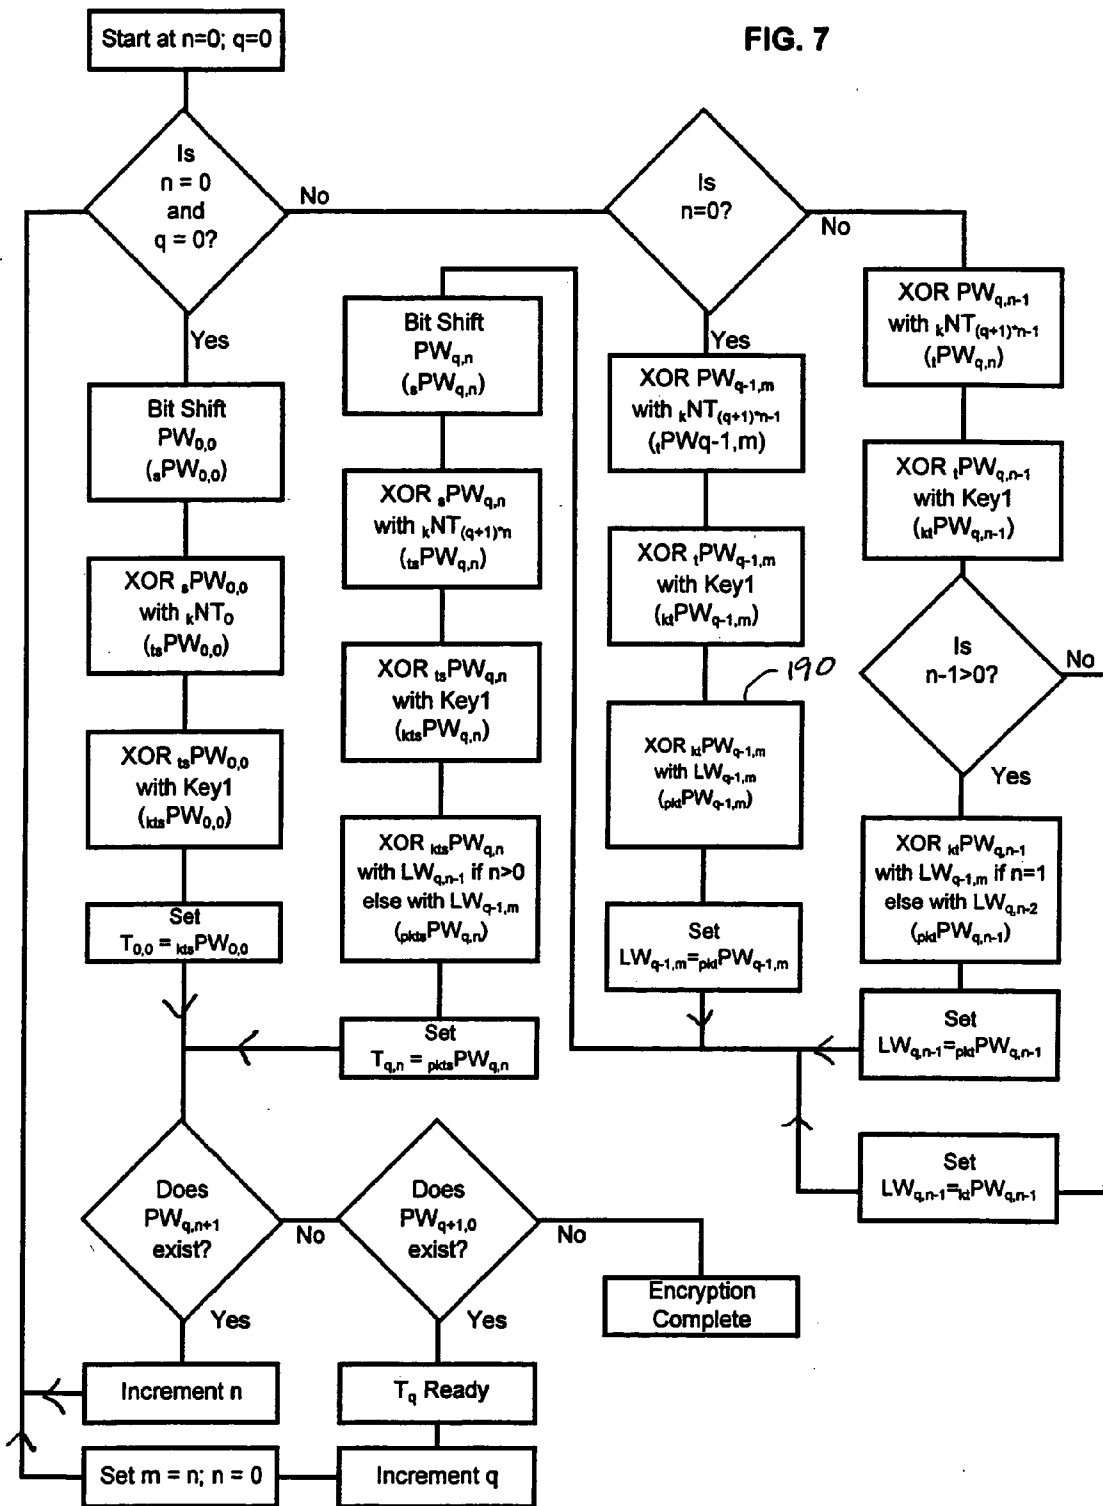 FIG. 7
Start at n=0; q=0
Is
n = 0
and
q = 0?
No
Yes
Bit Shift
PW0,0
(sPW0,0)
XOR sPW0,0
with kNT0
(tsPW0,0)
XOR tsPW0,0
with Key1
(ktsPW0,0)
Set
T0,0 = ktsPW0,0
Bit Shift
PWq,n
(sPWq,n)
XOR sPWq,n
with kNT(q+1)*n
(tsPWq,n)
XOR tsPWq,n
with Key1
(ktsPWq,n)
XOR ktsPWq,n
with LWq,n-1 if n>0
else with LWq-1,m
(pktsPWq,n)
Set
Tq,n = pktsPWq,n
Is
n=0?
No
Yes
XOR PWq-1,m
with kNT(q+1)*n-1
(tPWq-1,m)
XOR tPWq-1,m
with Key1
(ktPWq-1,m)
190
XOR ktPWq-1,m
with LWq-1,m
(pktPWq-1,m)
Set
LWq-1,m=pktPWq-1,m
XOR PWq,n-1
with kNT(q+1)*n-1
(tPWq,n)
XOR tPWq,n-1
with Key1
(ktPWq,n-1)
Is
n-1>0?
No
Yes
XOR ktPWq,n-1
with LWq-1,m if n=1
else with LWq,n-2
(pktPWq,n-1)
Set
LWq,n-1=pktPWq,n-1
Set
LWq,n-1=ktPWq,n-1
Does
PWq,n+1
exist?
No
Yes
Does
PWq+1,0
exist?
No
Yes
Encryption
Complete
Increment n
Tq Ready
Set m = n; n = 0
Increment q